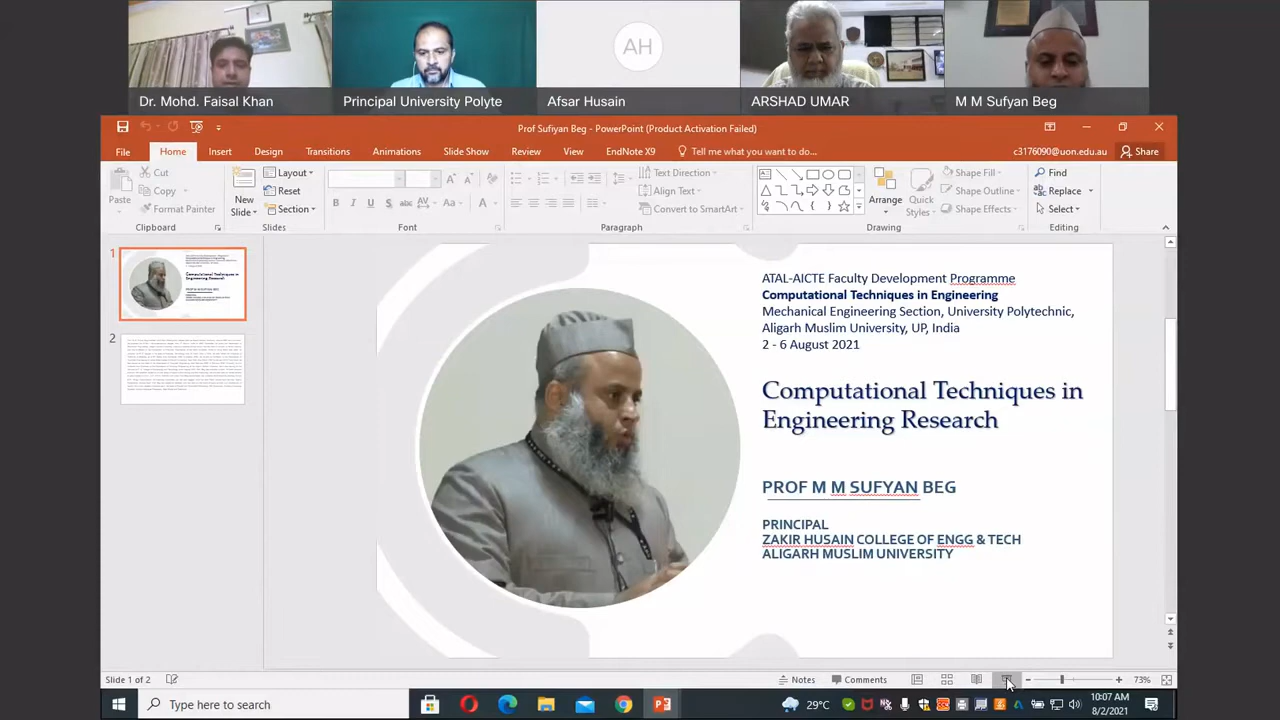 AH
Dr. Mohd. Faisal Khan
Principal University Polyte
Afsar Husain
ARSHAD UMAR
M M Sufyan Beg
Prof Sufiyan Beg - PowerPoint (Product Activation Failed)
File
Home
Insert
Design
Transitions
Animations
Slide Show
Review
View
EndNote X9
Tell me what you want to do...
c3176090@uon.edu.au
Share
Paste
Cut
Copy
Format Painter
Clipboard
New
Slide
Layout
Reset
Section
Slides
B I U S abc AV Aa A
Font
Text Direction
Align Text
Convert to SmartArt
Paragraph
Arrange
Quick
Styles
Shape Fill
Shape Outline
Shape Effects
Drawing
Find
Replace
Select
Editing
1
2
ATAL-AICTE Faculty Development Programme
Computational Techniques in Engineering
Mechanical Engineering Section, University Polytechnic,
Aligarh Muslim University, UP, India
2 - 6 August 2021
Computational Techniques in
Engineering Research
PROF M M SUFYAN BEG
PRINCIPAL
ZAKIR HUSAIN COLLEGE OF ENGG & TECH
ALIGARH MUSLIM UNIVERSITY
Slide 1 of 2
Notes
Comments
73%
Type here to search
29°C
10:07 AM
8/2/2021